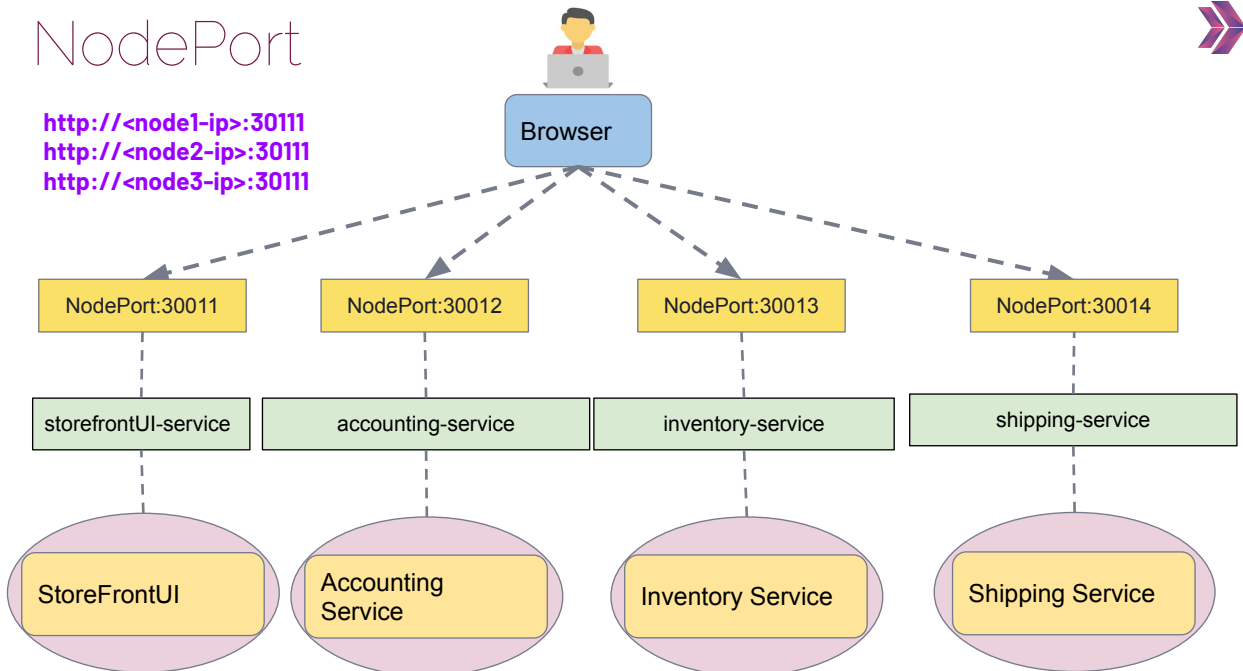 NodePort
http://<node1-ip>:30111
http://<node2-ip>:30111
http://<node3-ip>:30111
Browser
NodePort:30011
NodePort:30012
NodePort:30013
NodePort:30014
storefrontUI-service
accounting-service
inventory-service
shipping-service
StoreFrontUI
Accounting
Service
Inventory Service
Shipping Service